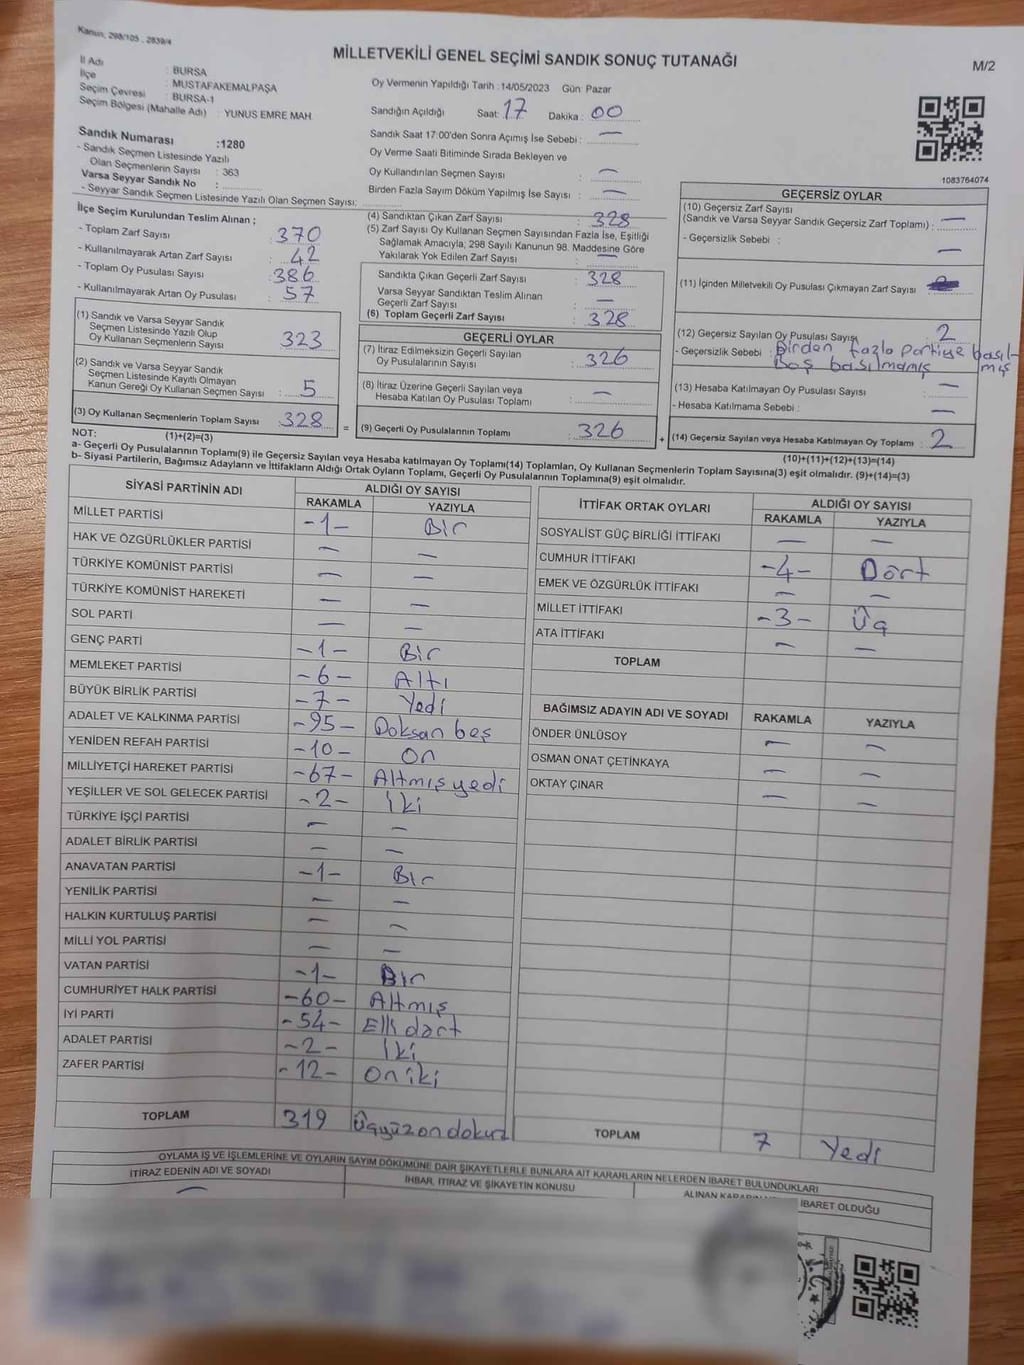 Kanun, 298/105 , 2839/4
MİLLETVEKİLİ GENEL SEÇİMİ SANDIK SONUÇ TUTANAĞI
M/2
İl Adı : BURSA
İlçe : MUSTAFAKEMALPAŞA
Seçim Çevresi : BURSA-1
Seçim Bölgesi (Mahalle Adı) : YUNUS EMRE MAH
Sandık Numarası :1280
- Sandık Seçmen Listesinde Yazılı
Olan Seçmenlerin Sayısı : 363
Varsa Seyyar Sandık No :
- Seyyar Sandık Seçmen Listesinde Yazılı Olan Seçmen Sayısı:
Oy Vermenin Yapıldığı Tarih :14/05/2023 Gün: Pazar
Sandığın Açıldığı Saat: 17 Dakika: 00
Sandık Saat 17:00'den Sonra Açılmış İse Sebebi : —
Oy Verme Saati Bitiminde Sırada Bekleyen ve
Oy Kullandırılan Seçmen Sayısı : —
Birden Fazla Sayım Döküm Yapılmış İse Sayısı : —
1083764074
İlçe Seçim Kurulundan Teslim Alınan ;
- Toplam Zarf Sayısı : 370
- Kullanılmayarak Artan Zarf Sayısı : 42
- Toplam Oy Pusulası Sayısı : 386
- Kullanılmayarak Artan Oy Pusulası : 57
(1) Sandık ve Varsa Seyyar Sandık
Seçmen Listesinde Yazılı Olup
Oy Kullanan Seçmenlerin Sayısı : 323
(2) Sandık ve Varsa Seyyar Sandık
Seçmen Listesinde Kayıtlı Olmayan
Kanun Gereği Oy Kullanan Seçmen Sayısı : 5
(3) Oy Kullanan Seçmenlerin Toplam Sayısı : 328
(4) Sandıktan Çıkan Zarf Sayısı : 328
(5) Zarf Sayısı Oy Kullanan Seçmen Sayısından Fazla İse, Eşitliği
Sağlamak Amacıyla; 298 Sayılı Kanunun 98. Maddesine Göre
Yakılarak Yok Edilen Zarf Sayısı : —
Sandıkta Çıkan Geçerli Zarf Sayısı : 328
Varsa Seyyar Sandıktan Teslim Alınan
Geçerli Zarf Sayısı : —
(6) Toplam Geçerli Zarf Sayısı : 328
GEÇERLİ OYLAR
(7) İtiraz Edilmeksizin Geçerli Sayılan
Oy Pusulalarının Sayısı : 326
(8) İtiraz Üzerine Geçerli Sayılan veya
Hesaba Katılan Oy Pusulası Toplamı : —
= (9) Geçerli Oy Pusulalarının Toplamı : 326
GEÇERSİZ OYLAR
(10) Geçersiz Zarf Sayısı
(Sandık ve Varsa Seyyar Sandık Geçersiz Zarf Toplamı) : —
- Geçersizlik Sebebi : —
(11) İçinden Milletvekili Oy Pusulası Çıkmayan Zarf Sayısı :
(12) Geçersiz Sayılan Oy Pusulası Sayısı : 2
- Geçersizlik Sebebi : Birden fazla partiye basılmış
Boş basılmamış
(13) Hesaba Katılmayan Oy Pusulası Sayısı : —
- Hesaba Katılmama Sebebi : —
+ (14) Geçersiz Sayılan veya Hesaba Katılmayan Oy Toplamı : 2
NOT: (1)+(2)=(3)
(10)+(11)+(12)+(13)=(14)
a- Geçerli Oy Pusulalarının Toplamı(9) ile Geçersiz Sayılan veya Hesaba katılmayan Oy Toplamı(14) Toplamları, Oy Kullanan Seçmenlerin Toplam Sayısına(3) eşit olmalıdır. (9)+(14)=(3)
b- Siyasi Partilerin, Bağımsız Adayların ve İttifakların Aldığı Ortak Oyların Toplamı, Geçerli Oy Pusulalarının Toplamına(9) eşit olmalıdır.
SİYASİ PARTİNİN ADI ALDIĞI OY SAYISI
RAKAMLA YAZIYLA
MİLLET PARTİSİ -1- Bir
HAK VE ÖZGÜRLÜKLER PARTİSİ — —
TÜRKİYE KOMÜNİST PARTİSİ — —
TÜRKİYE KOMÜNİST HAREKETİ — —
SOL PARTİ — —
GENÇ PARTİ -1- Bir
MEMLEKET PARTİSİ -6- Altı
BÜYÜK BİRLİK PARTİSİ -7- Yedi
ADALET VE KALKINMA PARTİSİ -95- Doksan beş
YENİDEN REFAH PARTİSİ -10- On
MİLLİYETÇİ HAREKET PARTİSİ -67- Altmış yedi
YEŞİLLER VE SOL GELECEK PARTİSİ -2- İki
TÜRKİYE İŞÇİ PARTİSİ — —
ADALET BİRLİK PARTİSİ — —
ANAVATAN PARTİSİ -1- Bir
YENİLİK PARTİSİ — —
HALKIN KURTULUŞ PARTİSİ — —
MİLLİ YOL PARTİSİ — —
VATAN PARTİSİ -1- Bir
CUMHURİYET HALK PARTİSİ -60- Altmış
İYİ PARTİ -54- Elli dört
ADALET PARTİSİ -2- İki
ZAFER PARTİSİ -12- On iki
TOPLAM 319 Üçyüzondokuz
İTTİFAK ORTAK OYLARI ALDIĞI OY SAYISI
RAKAMLA YAZIYLA
SOSYALİST GÜÇ BİRLİĞİ İTTİFAKI — —
CUMHUR İTTİFAKI -4- Dört
EMEK VE ÖZGÜRLÜK İTTİFAKI — —
MİLLET İTTİFAKI -3- Üç
ATA İTTİFAKI — —
TOPLAM
BAĞIMSIZ ADAYIN ADI VE SOYADI RAKAMLA YAZIYLA
ÖNDER ÜNLÜSOY — —
OSMAN ONAT ÇETİNKAYA — —
OKTAY ÇINAR — —
TOPLAM 7 Yedi
OYLAMA İŞ VE İŞLEMLERİNE VE OYLARIN SAYIM DÖKÜMÜNE DAİR ŞİKAYETLERLE BUNLARA AİT KARARLARIN NELERDEN İBARET BULUNDUKLARI
İTİRAZ EDENİN ADI VE SOYADI İHBAR, İTİRAZ VE ŞİKAYETİN KONUSU ALINAN İBARET OLDUĞU
—